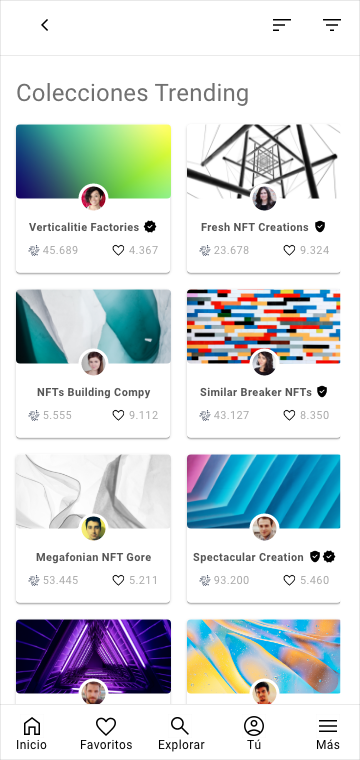 Colecciones Trending
Verticalitie Factories
45.689 4.367
Fresh NFT Creations
23.678 9.324
NFTs Building Compy
5.555 9.112
Similar Breaker NFTs
43.127 8.350
Megafonian NFT Gore
53.445 5.211
Spectacular Creation
93.200 5.460
Inicio Favoritos Explorar Tú Más